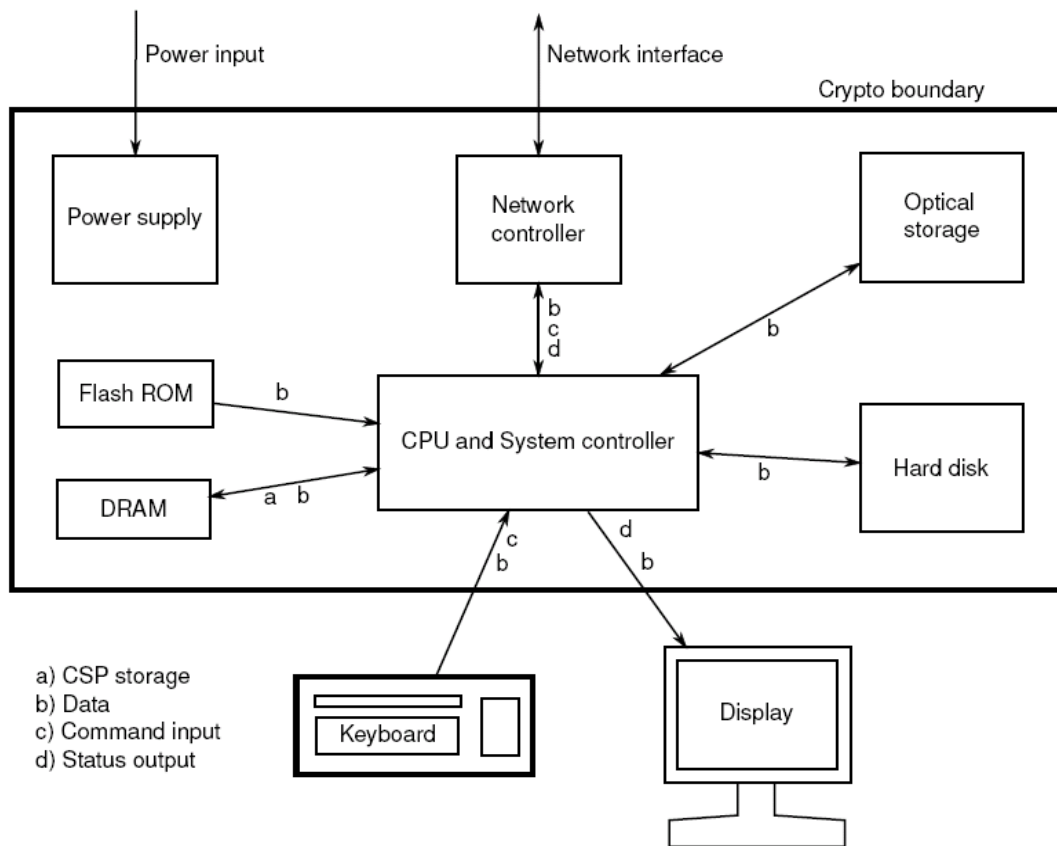 Power input
Network interface
Crypto boundary
Power supply
Network
controller
Optical
storage
b
c
d
b
Flash ROM
b
CPU and System controller
b
Hard disk
DRAM
a b
c
b
d
b
a) CSP storage
b) Data
c) Command input
d) Status output
Keyboard
Display